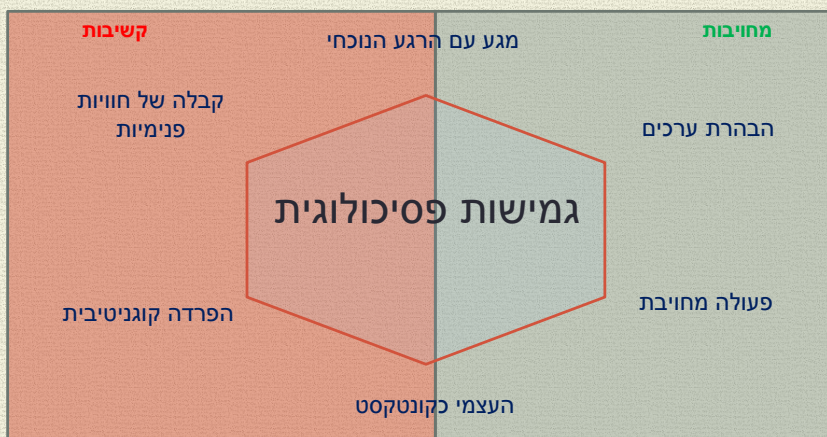 מחויבות
קשיבות
מגע עם הרגע הנוכחי
קבלה של חוויות
פנימיות
הבהרת ערכים
גמישות פסיכולוגית
פעולה מחויבת
הפרדה קוגניטיבית
העצמי כקונטקסט